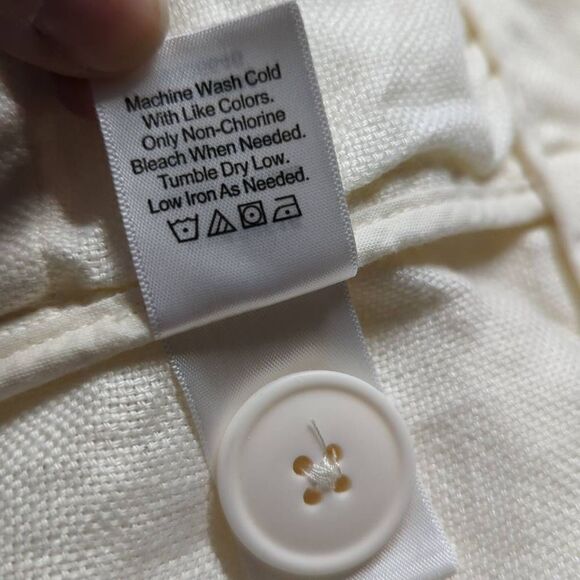 Machine Wash Cold
With Like Colors.
Only Non-Chlorine
Bleach When Needed.
Tumble Dry Low.
Low Iron As Needed.